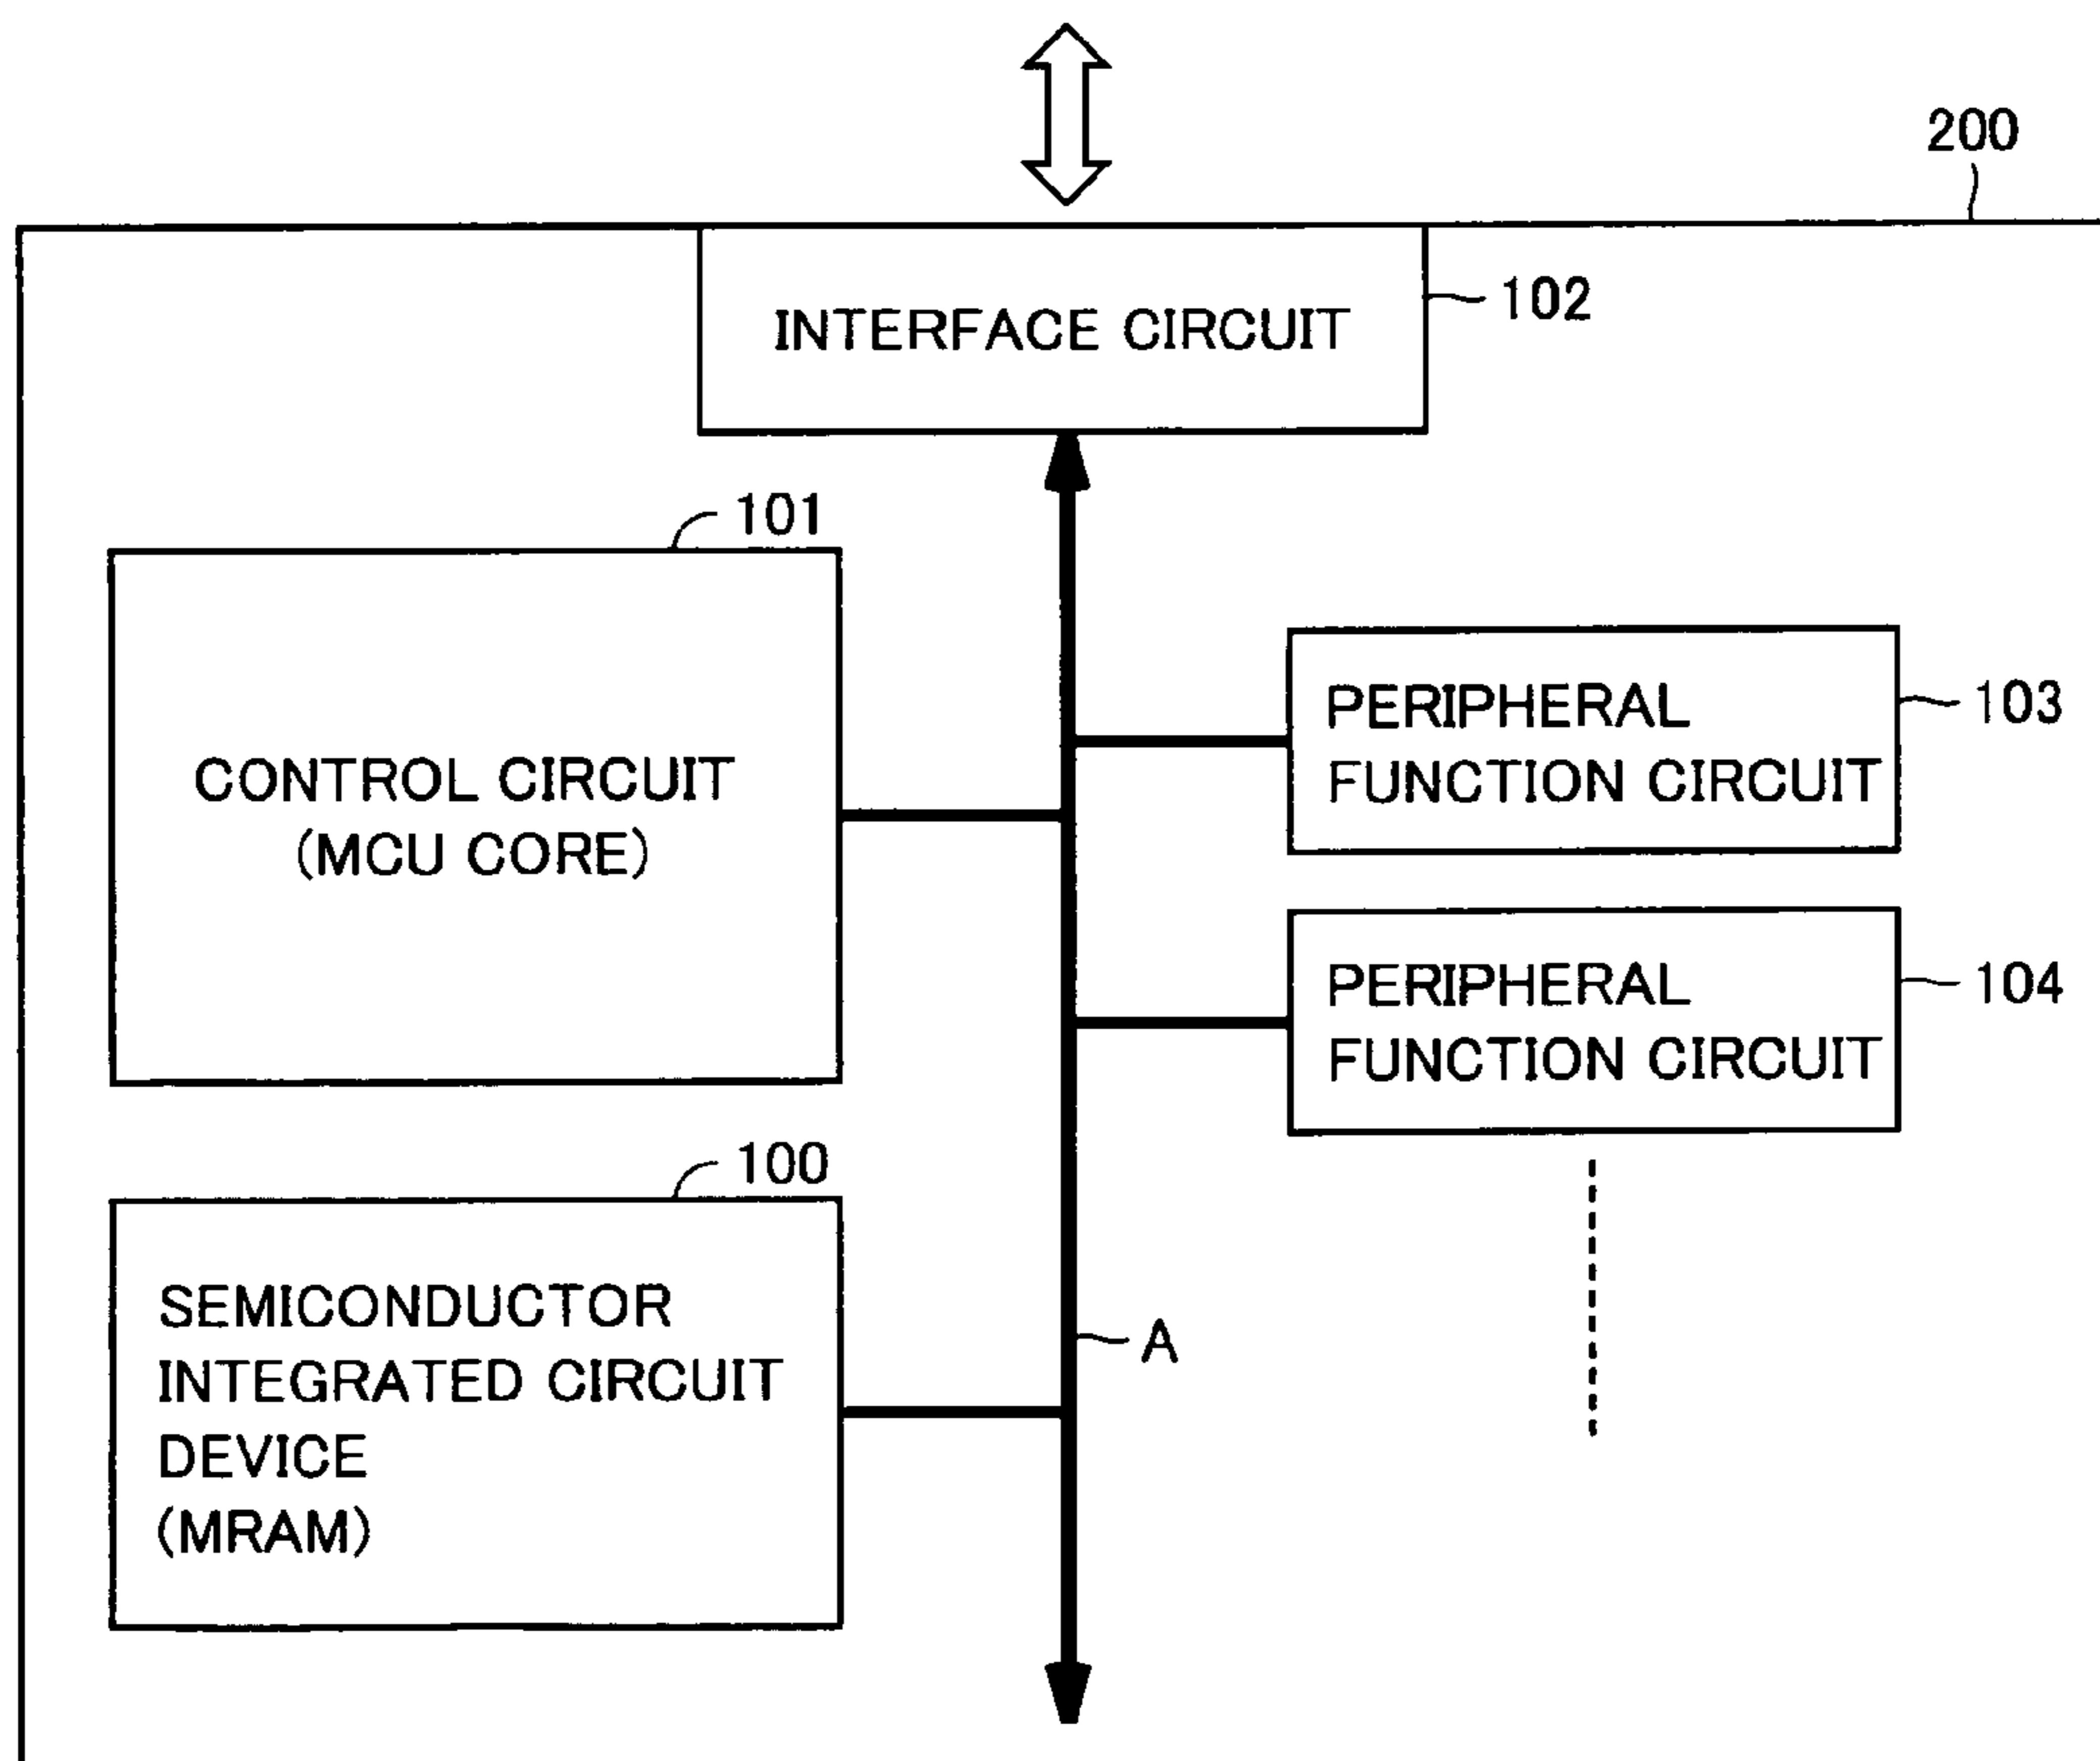 200
INTERFACE CIRCUIT
102
101
CONTROL CIRCUIT
(MCU CORE)
PERIPHERAL
FUNCTION CIRCUIT
103
PERIPHERAL
FUNCTION CIRCUIT
104
100
SEMICONDUCTOR
INTEGRATED CIRCUIT
DEVICE
(MRAM)
A